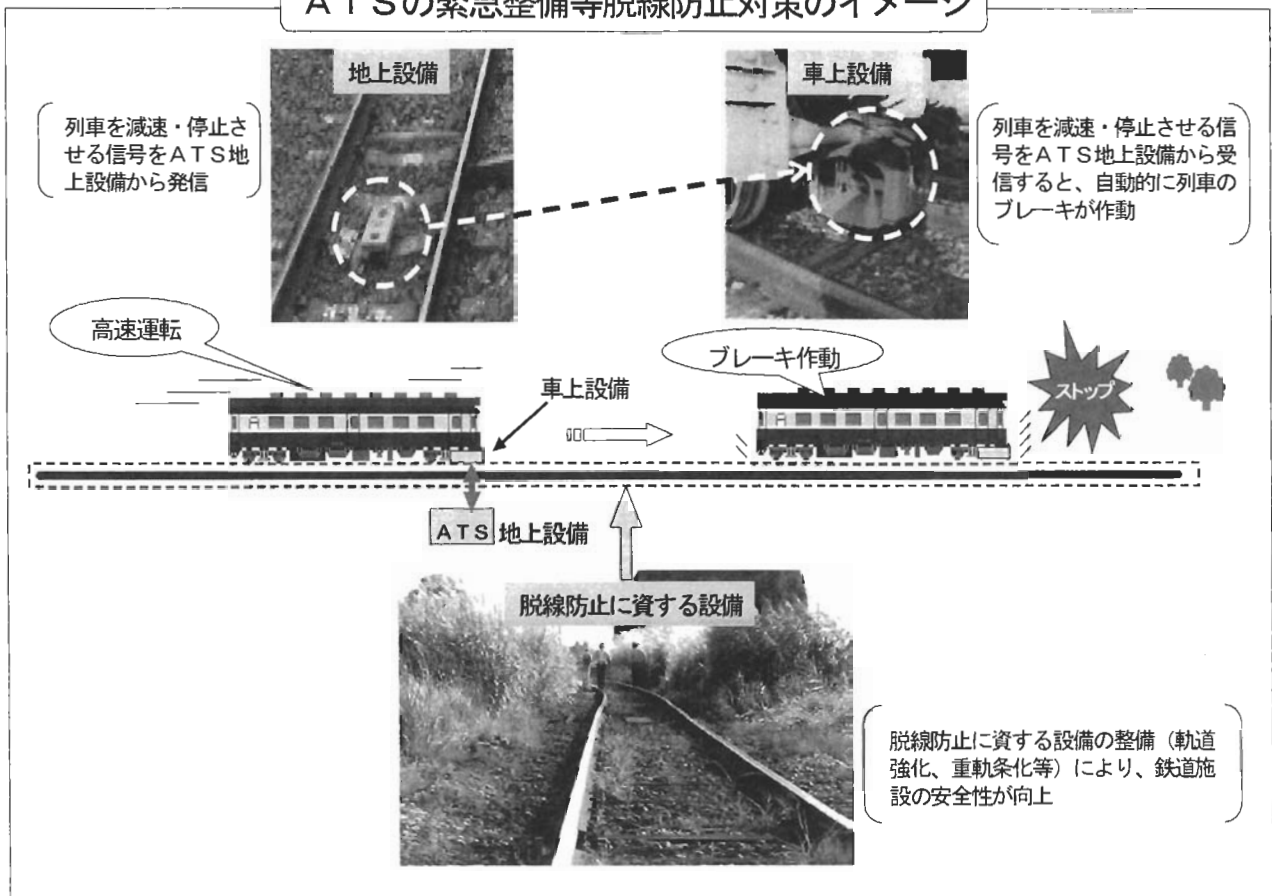 ATSの緊急整備等脱線防止対策のイメージ
地上設備
車上設備
列車を減速・停止さ
せる信号をATS地
上設備から発信
列車を減速・停止させる信
号をATS地上設備から受
信すると、自動的に列車の
ブレーキが作動
高速運転
ブレーキ作動
ストップ
車上設備
ATS 地上設備
脱線防止に資する設備
脱線防止に資する設備の整備（軌道
強化、重軌条化等）により、鉄道施
設の安全性が向上